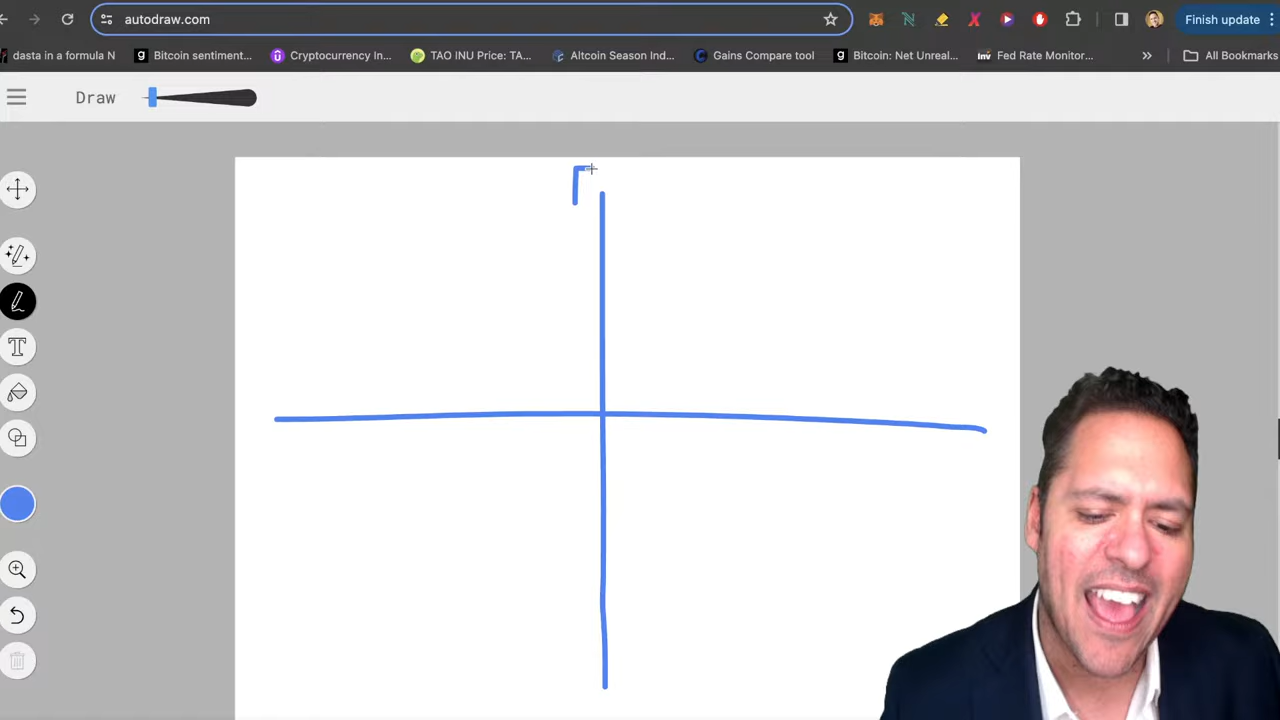 autodraw.com
Finish update
dasta in a formula N
Bitcoin sentiment...
Cryptocurrency In...
TAO INU Price: TA...
Altcoin Season Ind...
Gains Compare tool
Bitcoin: Net Unreal...
Inv Fed Rate Monitor...
»
All Bookmarks
Draw